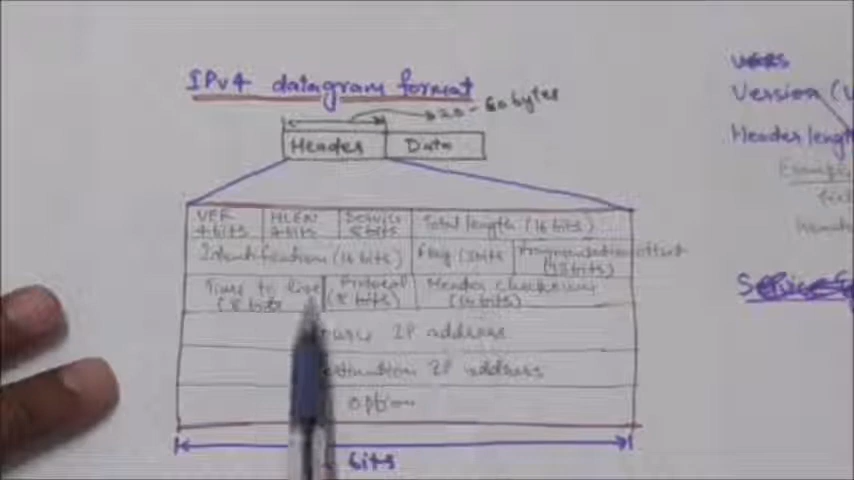 IPv4 datagram format
20 - 60 bytes
Header Data
VER HLEN Service Total length (16 bits)
4 bits 4 bits 8 bits
Identification (16 bits) Flag (3 bits Fragmentation offset
(13 bits)
Time to live Protocol Header checksum
(8 bits (8 bits) (16 bits)
IP address
IP address
option
bits
VERS
Version (V
Header length
Example
Service